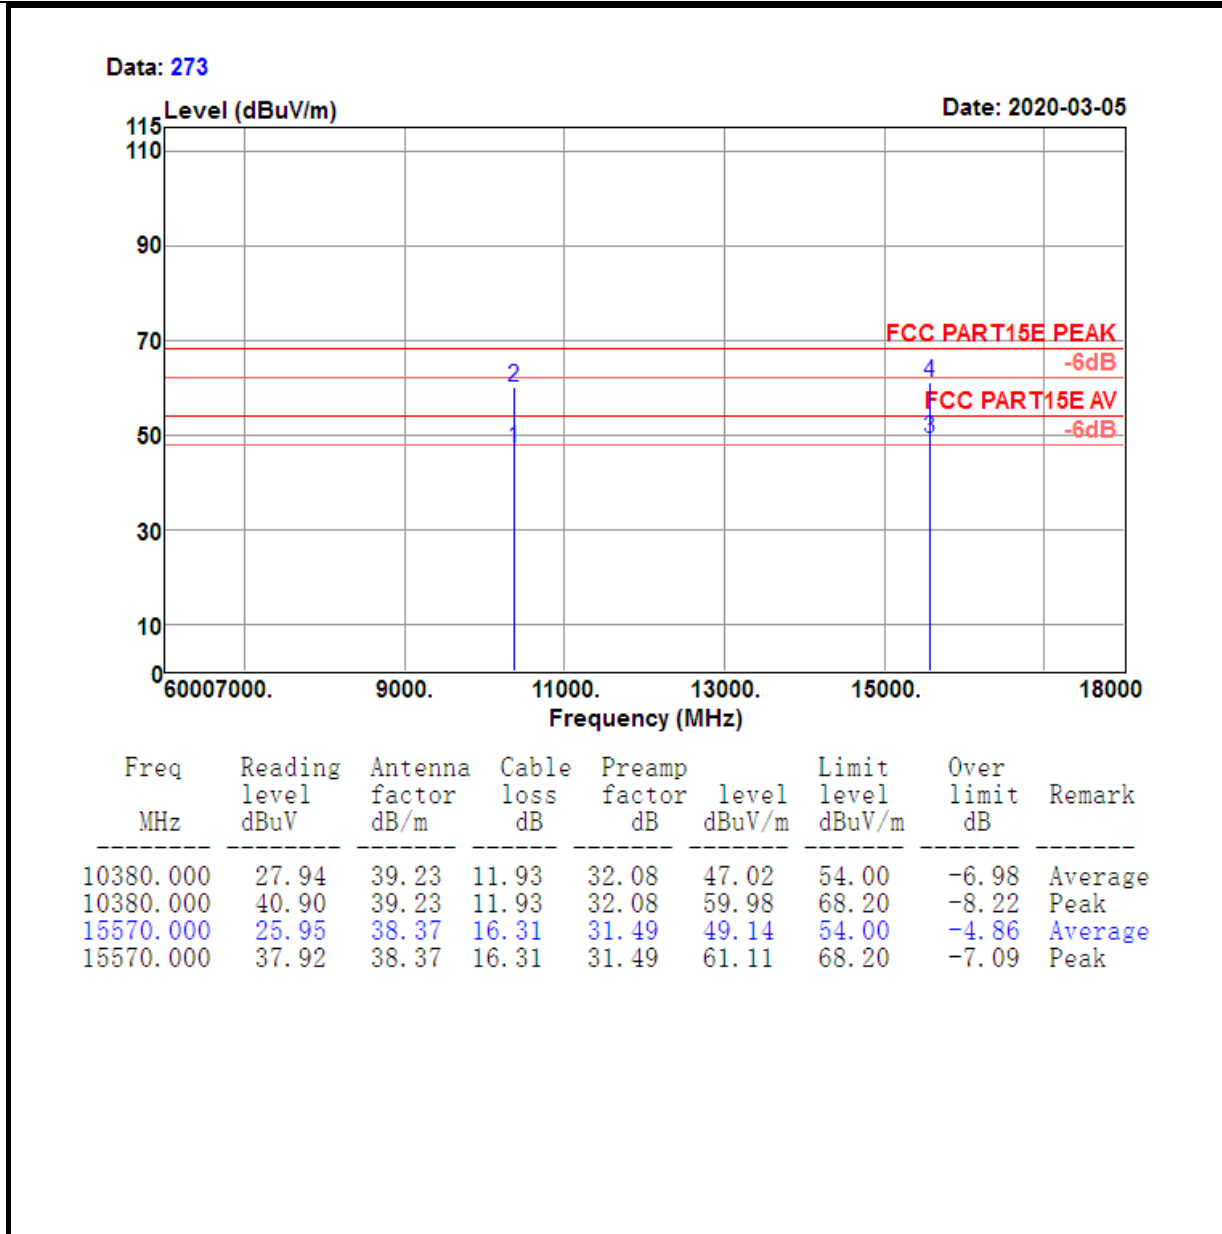 Data: 273
Level (dBuV/m) Date: 2020-03-05
115
110
90
70
FCC PART15E PEAK
-6dB
2
4
FCC PART15E AV
50
1
3
-6dB
30
10
0
60007000. 9000. 11000. 13000. 15000. 18000
Frequency (MHz)
Freq Reading Antenna Cable Preamp Limit Over
level factor loss factor level level limit Remark
MHz dBuV dB/m dB dB dBuV/m dBuV/m dB
-------- -------- ------- ------ ------- ------- ------- ------- -------
10380.000 27.94 39.23 11.93 32.08 47.02 54.00 -6.98 Average
10380.000 40.90 39.23 11.93 32.08 59.98 68.20 -8.22 Peak
15570.000 25.95 38.37 16.31 31.49 49.14 54.00 -4.86 Average
15570.000 37.92 38.37 16.31 31.49 61.11 68.20 -7.09 Peak